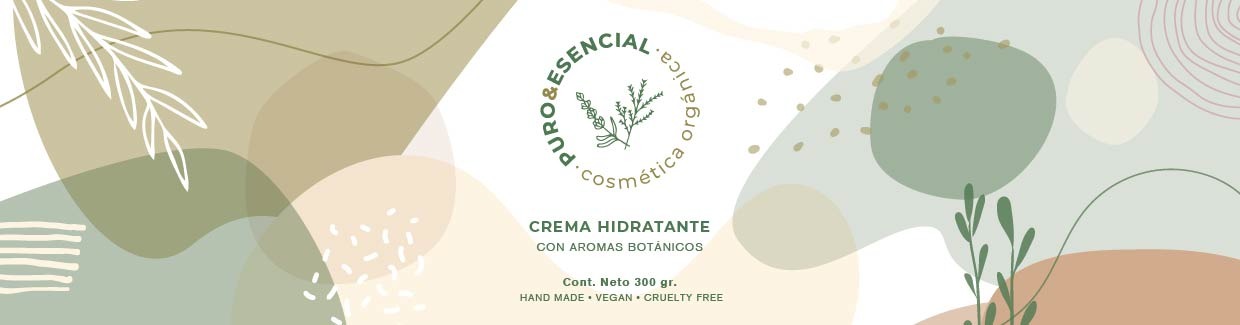 PURO&ESENCIAL
·cosmética orgánica·
CREMA HIDRATANTE
CON AROMAS BOTÁNICOS
Cont. Neto 300 gr.
HAND MADE • VEGAN • CRUELTY FREE